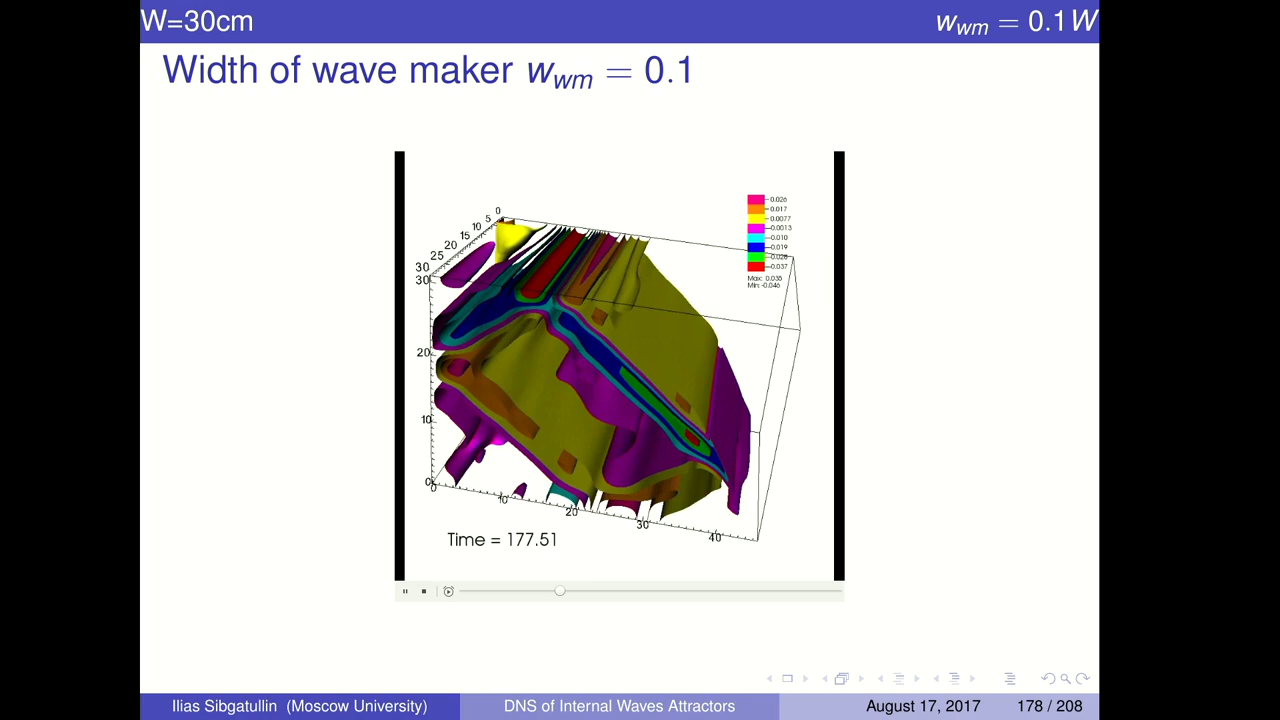 W=30cm
w_wm = 0.1W
Width of wave maker w_wm = 0.1
0.026
0.017
0.0077
-0.0013
-0.010
-0.019
-0.028
-0.037
Max: 0.035
Min: -0.046
0
5
10
15
20
25
30
30
20
10
0
0
10
20
30
40
Time = 177.51
Ilias Sibgatullin (Moscow University)
DNS of Internal Waves Attractors
August 17, 2017
178 / 208